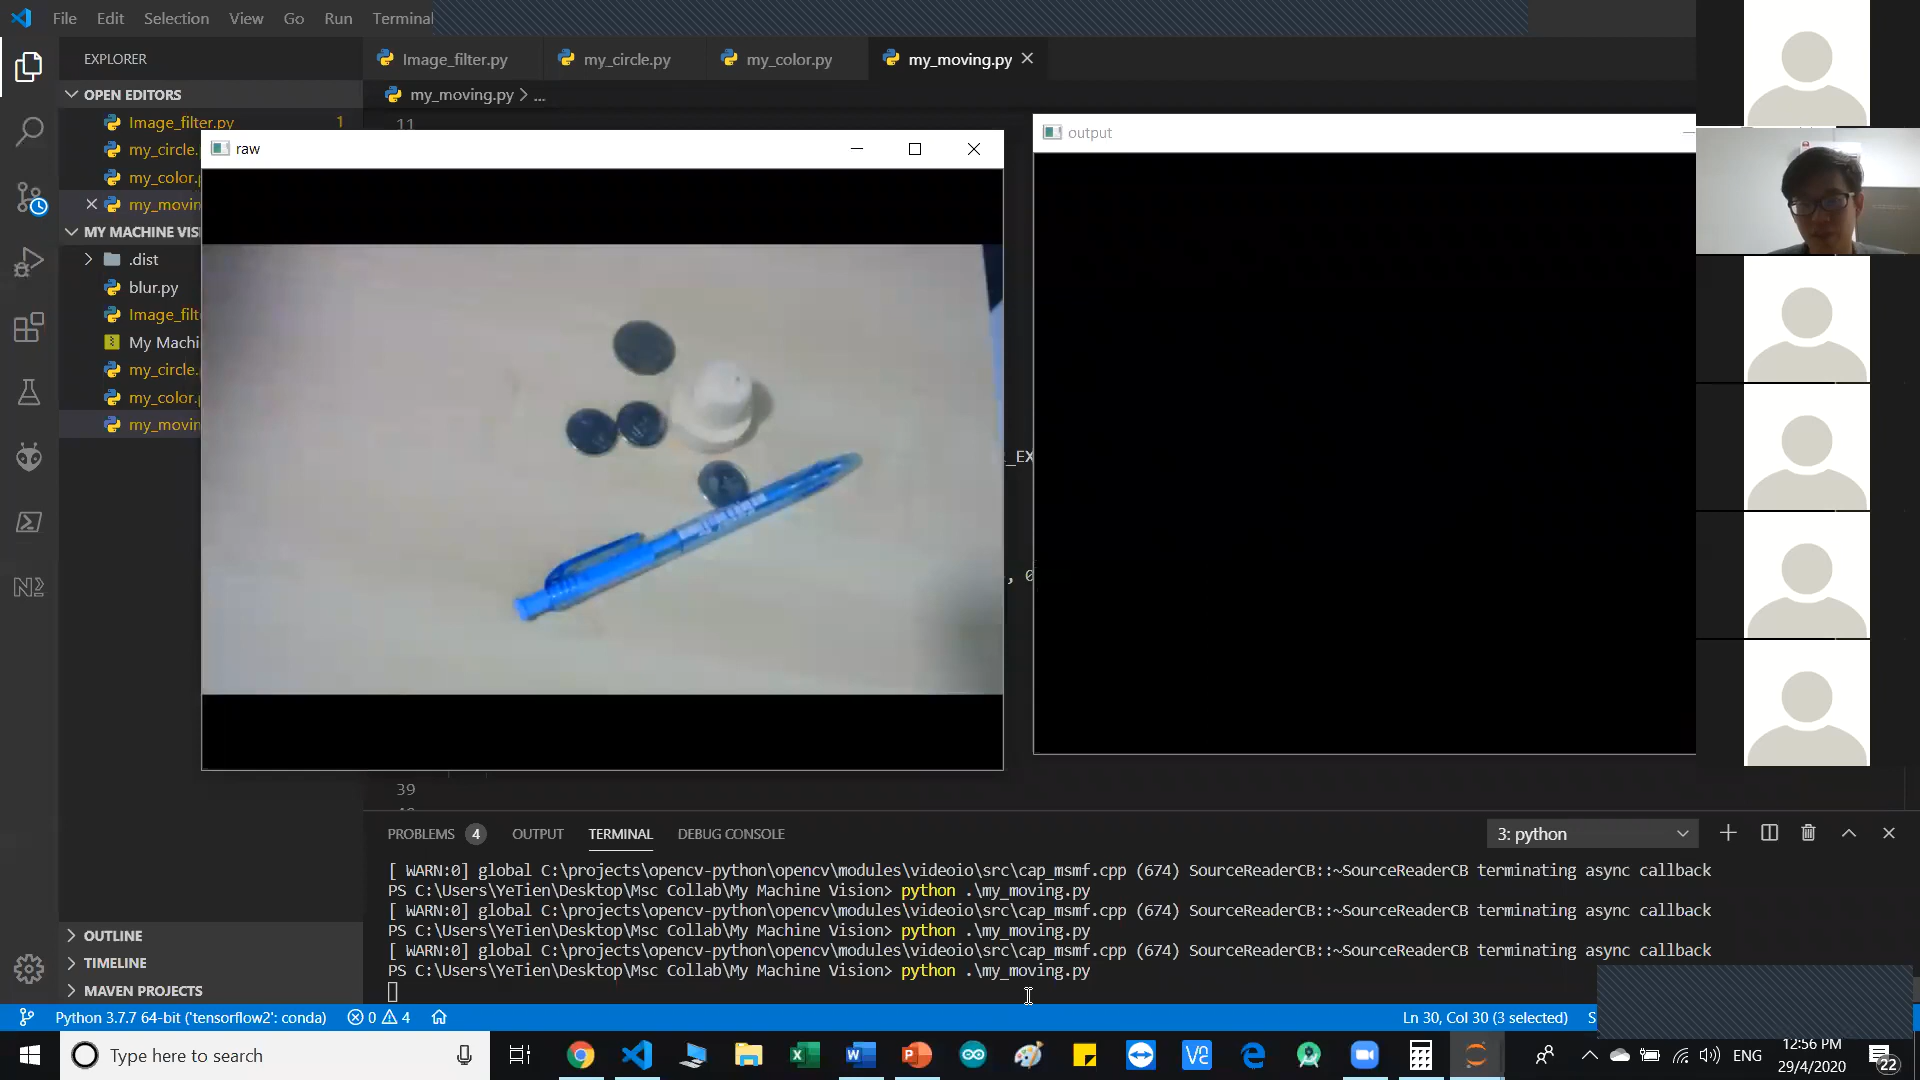 File Edit Selection View Go Run Terminal
EXPLORER
Image_filter.py
my_circle.py
my_color.py
my_moving.py
OPEN EDITORS
my_moving.py > ...
Image_filter.py 1
11
my_circle.
my_color.
my_movin
raw
output
MY MACHINE VIS
.dist
blur.py
Image_filt
My Machi
my_circle.
my_color.
my_movin
_EX
, 0
39
PROBLEMS 4 OUTPUT TERMINAL DEBUG CONSOLE
3: python
[ WARN:0] global C:\projects\opencv-python\opencv\modules\videoio\src\cap_msmf.cpp (674) SourceReaderCB::~SourceReaderCB terminating async callback
PS C:\Users\YeTien\Desktop\Msc Collab\My Machine Vision> python .\my_moving.py
[ WARN:0] global C:\projects\opencv-python\opencv\modules\videoio\src\cap_msmf.cpp (674) SourceReaderCB::~SourceReaderCB terminating async callback
PS C:\Users\YeTien\Desktop\Msc Collab\My Machine Vision> python .\my_moving.py
[ WARN:0] global C:\projects\opencv-python\opencv\modules\videoio\src\cap_msmf.cpp (674) SourceReaderCB::~SourceReaderCB terminating async callback
PS C:\Users\YeTien\Desktop\Msc Collab\My Machine Vision> python .\my_moving.py
OUTLINE
TIMELINE
MAVEN PROJECTS
Python 3.7.7 64-bit ('tensorflow2': conda) 0 4
Ln 30, Col 30 (3 selected) S
Type here to search
ENG
12:56 PM
29/4/2020
22